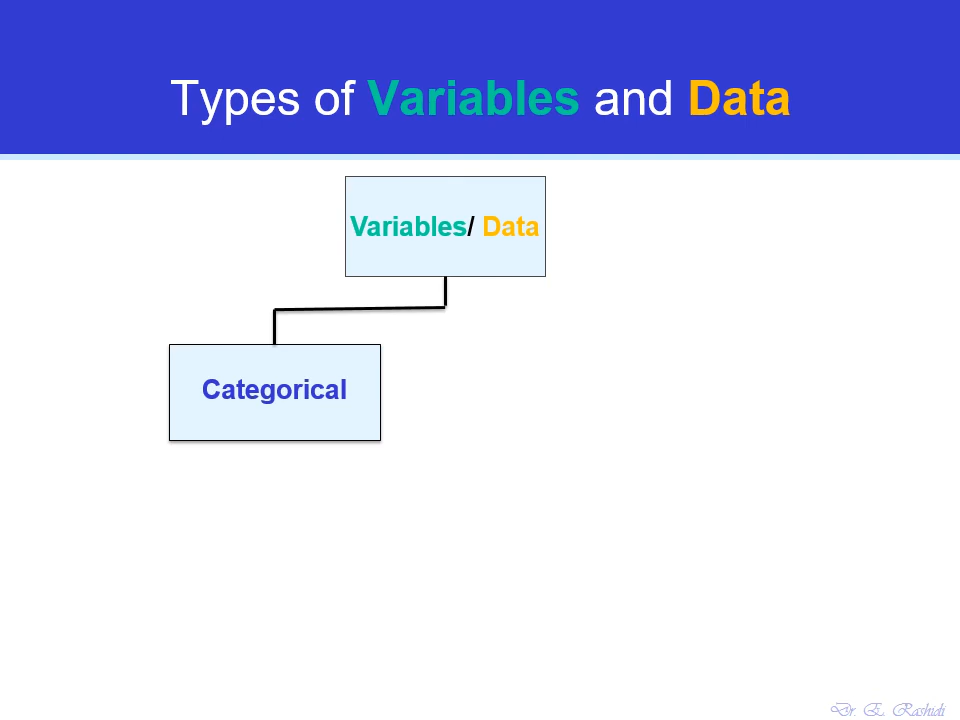 Types of Variables and Data
Variables/ Data
Categorical
Dr. E. Rashidi